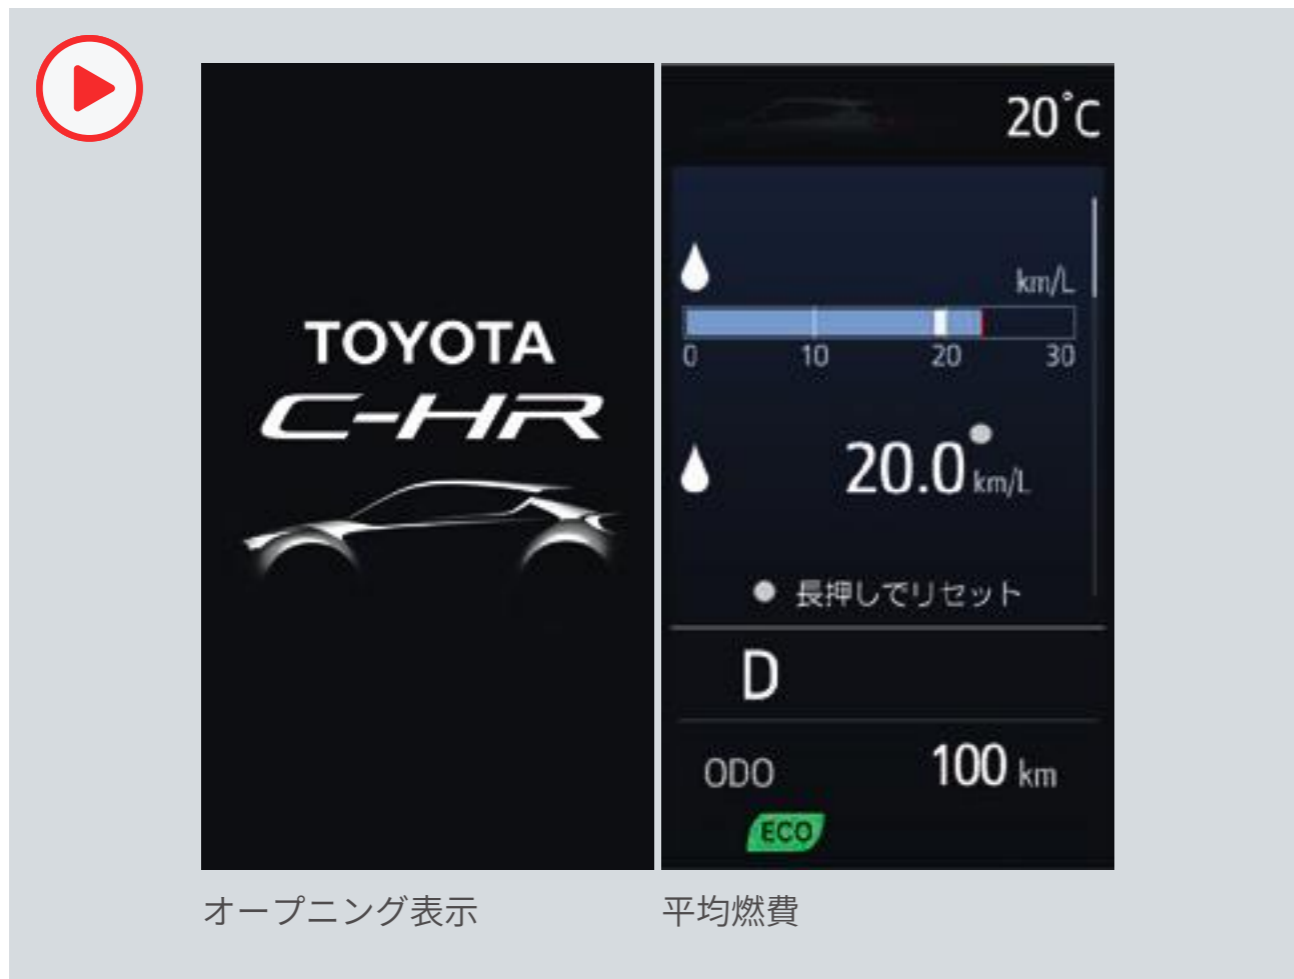 TOYOTA
C-HR
オープニング表示
20°C
km/L
0 10 20 30
20.0 km/L
● 長押しでリセット
D
ODO 100 km
ECO
平均燃費